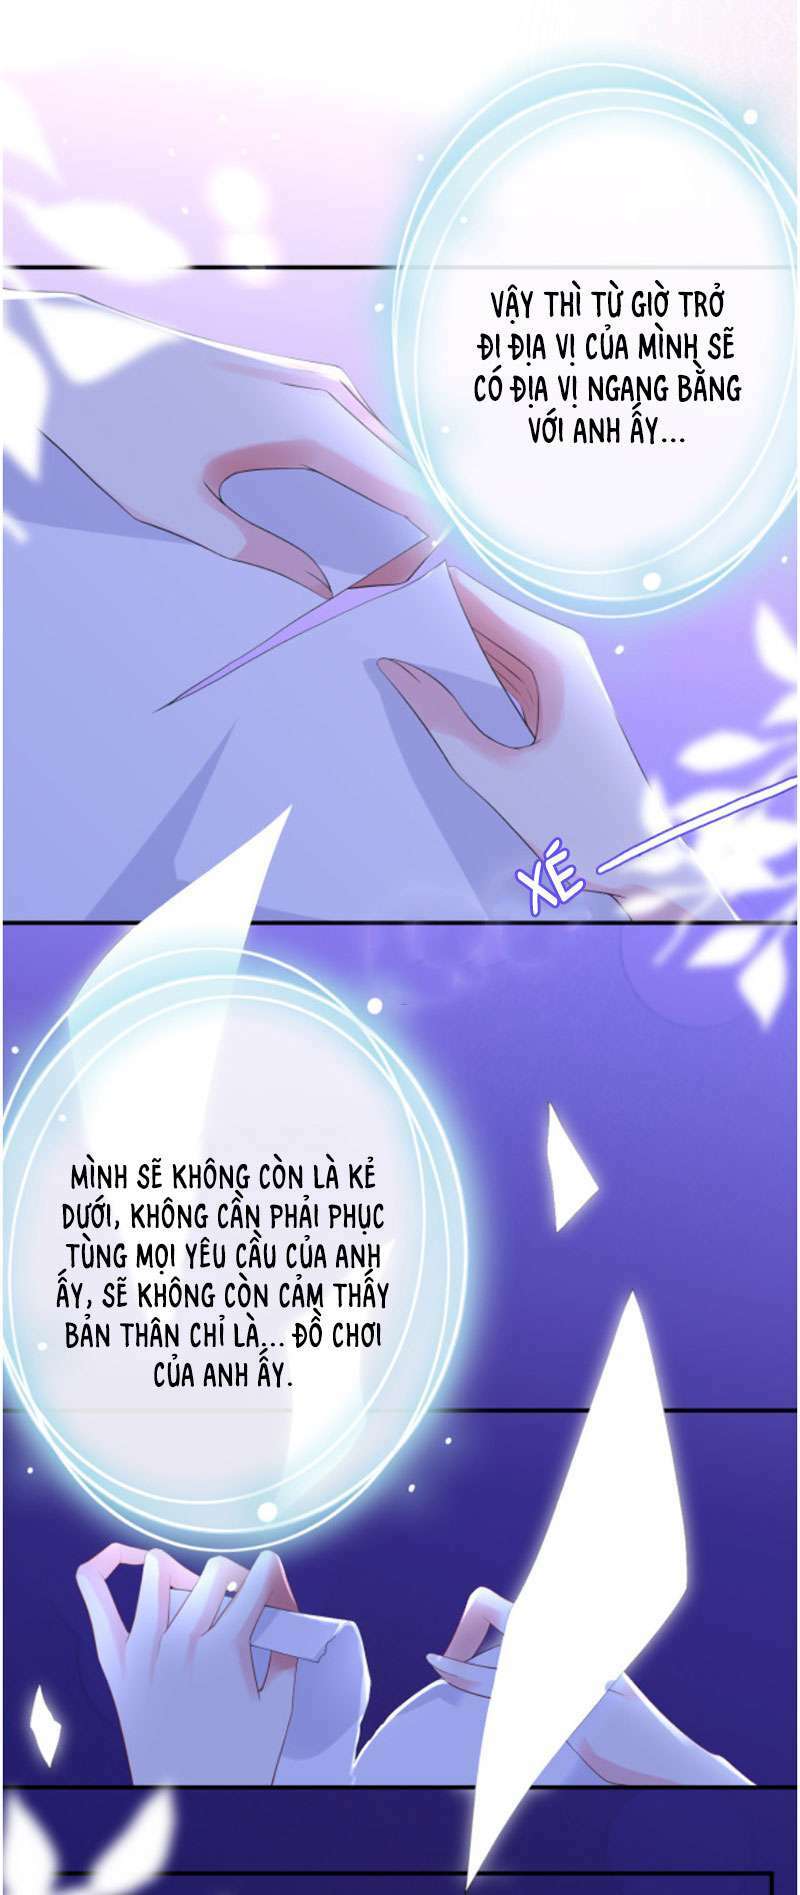 VẬY THÌ TỪ GIỜ TRỞ
ĐI ĐỊA VỊ CỦA MÌNH SẼ
CÓ ĐỊA VỊ NGANG BẰNG
VỚI ANH ẤY...
XÉ
MÌNH SẼ KHÔNG CÒN LÀ KẺ
DƯỚI, KHÔNG CẦN PHẢI PHỤC
TÙNG MỌI YÊU CẦU CỦA ANH
ẤY, SẼ KHÔNG CÒN CẢM THẤY
BẢN THÂN CHỈ LÀ... ĐỒ CHƠI
CỦA ANH ẤY.